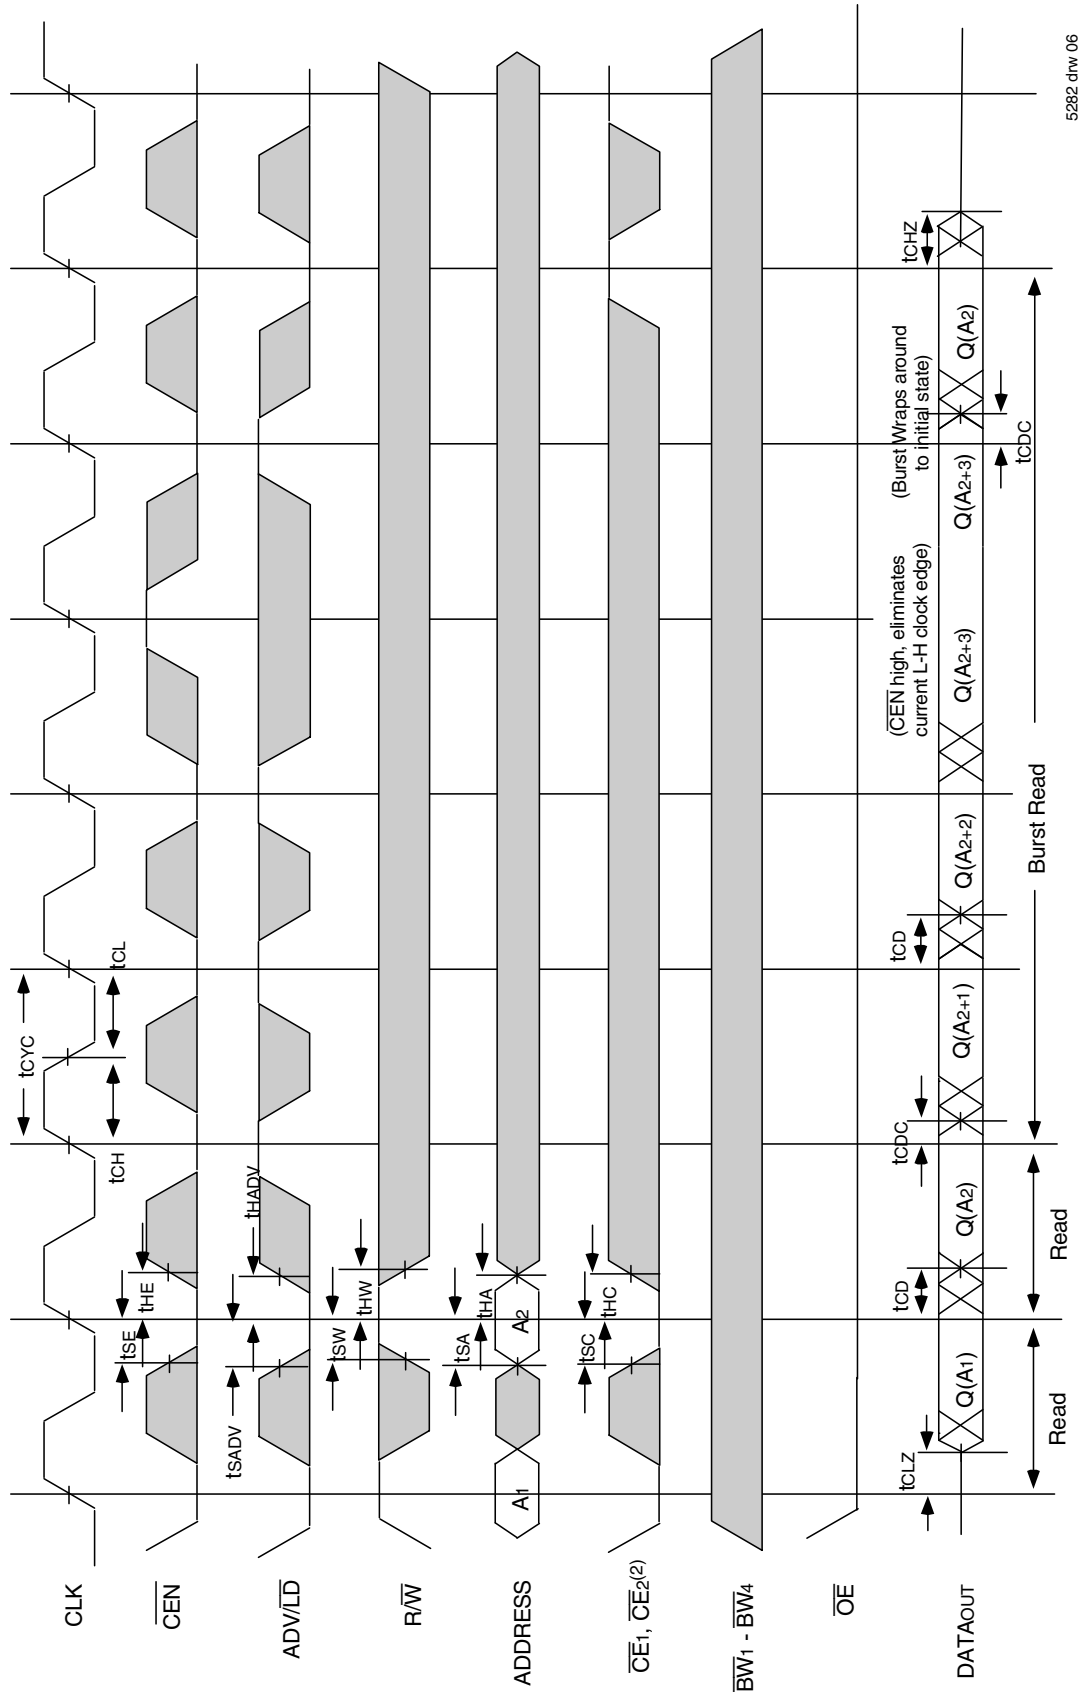 tCYC
tCH
tCL
CLK
tSE
tHE
CEN
tSADV
tHADV
ADV/LD
tSW
tHW
R/W
tSA
tHA
ADDRESS
A1
A2
tSC
tHC
CE1, CE2(2)
BW1 - BW4
OE
(CEN high, eliminates
current L-H clock edge)
(Burst Wraps around
to initial state)
tCLZ
tCD
tCDC
tCD
tCHZ
DATAOUT
Q(A1)
Q(A2)
Q(A2+1)
Q(A2+2)
Q(A2+3)
Q(A2+3)
Q(A2)
tCDC
Read
Read
Burst Read
5282 drw 06